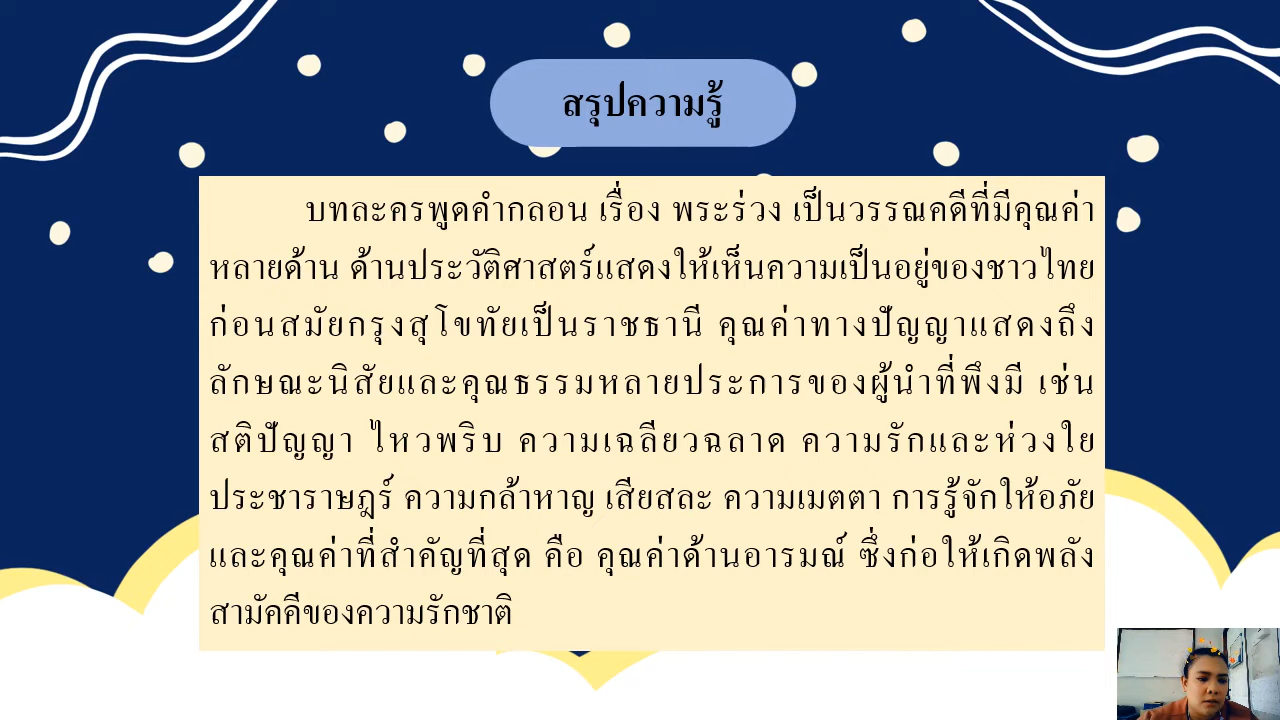 สรุปความรู้
บทละครพูดคำกลอน เรื่อง พระร่วง เป็นวรรณคดีที่มีคุณค่า
หลายด้าน ด้านประวัติศาสตร์แสดงให้เห็นความเป็นอยู่ของชาวไทย
ก่อนสมัยกรุงสุโขทัยเป็นราชธานี คุณค่าทางปัญญาแสดงถึง
ลักษณะนิสัยและคุณธรรมหลายประการของผู้นำที่พึงมี เช่น
สติปัญญา ไหวพริบ ความเฉลียวฉลาด ความรักและห่วงใย
ประชาราษฎร์ ความกล้าหาญ เสียสละ ความเมตตา การรู้จักให้อภัย
และคุณค่าที่สำคัญที่สุด คือ คุณค่าด้านอารมณ์ ซึ่งก่อให้เกิดพลัง
สามัคคีของความรักชาติ